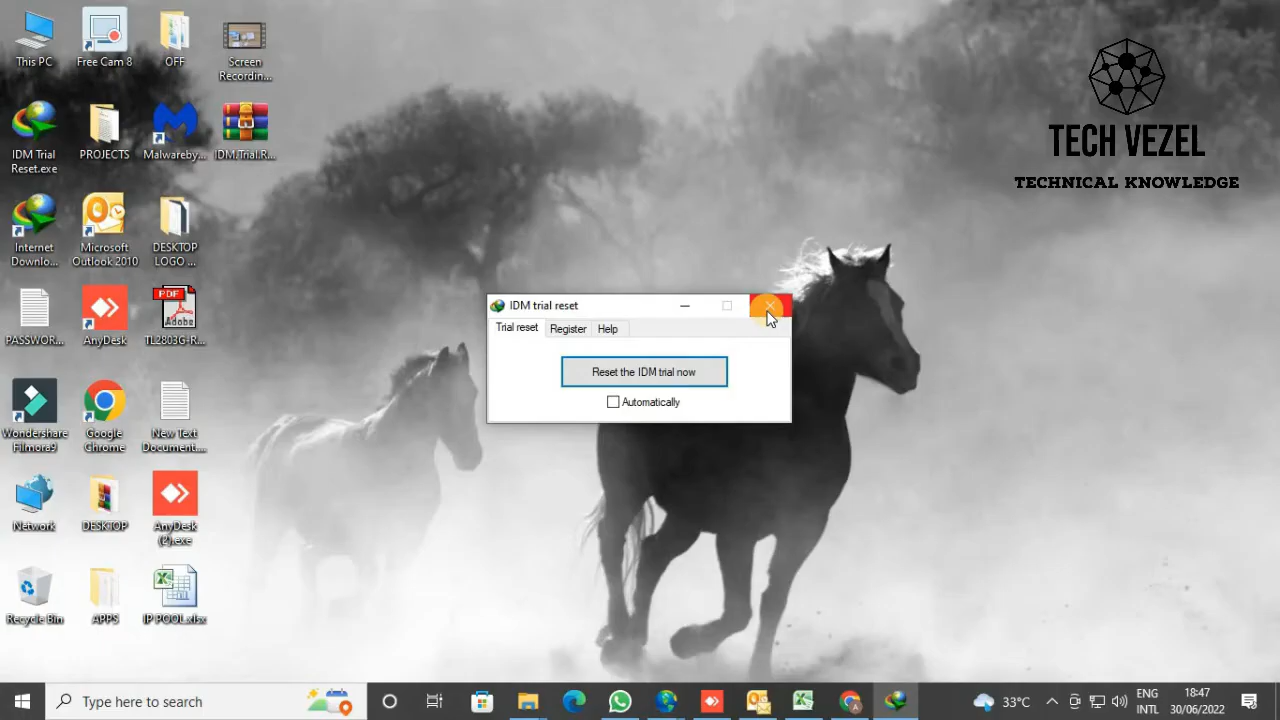 This PC
Free Cam 8
OFF
Screen
Recordin...
IDM Trial
Reset.exe
PROJECTS
Malwareby...
IDM.Trial.R...
Internet
Downlo...
Microsoft
Outlook 2010
DESKTOP
LOGO ...
PASSWOR...
AnyDesk
PDF
Adobe
TL2803G-R...
Wondershare
Filmora9
Google
Chrome
New Text
Document....
Network
DESKTOP
AnyDesk
(2).exe
Recycle Bin
APPS
IP POOL.xlsx
TECH VEZEL
TECHNICAL KNOWLEDGE
IDM trial reset
Trial reset
Register
Help
Reset the IDM trial now
Automatically
Type here to search
33°C
ENG
INTL
18:47
30/06/2022